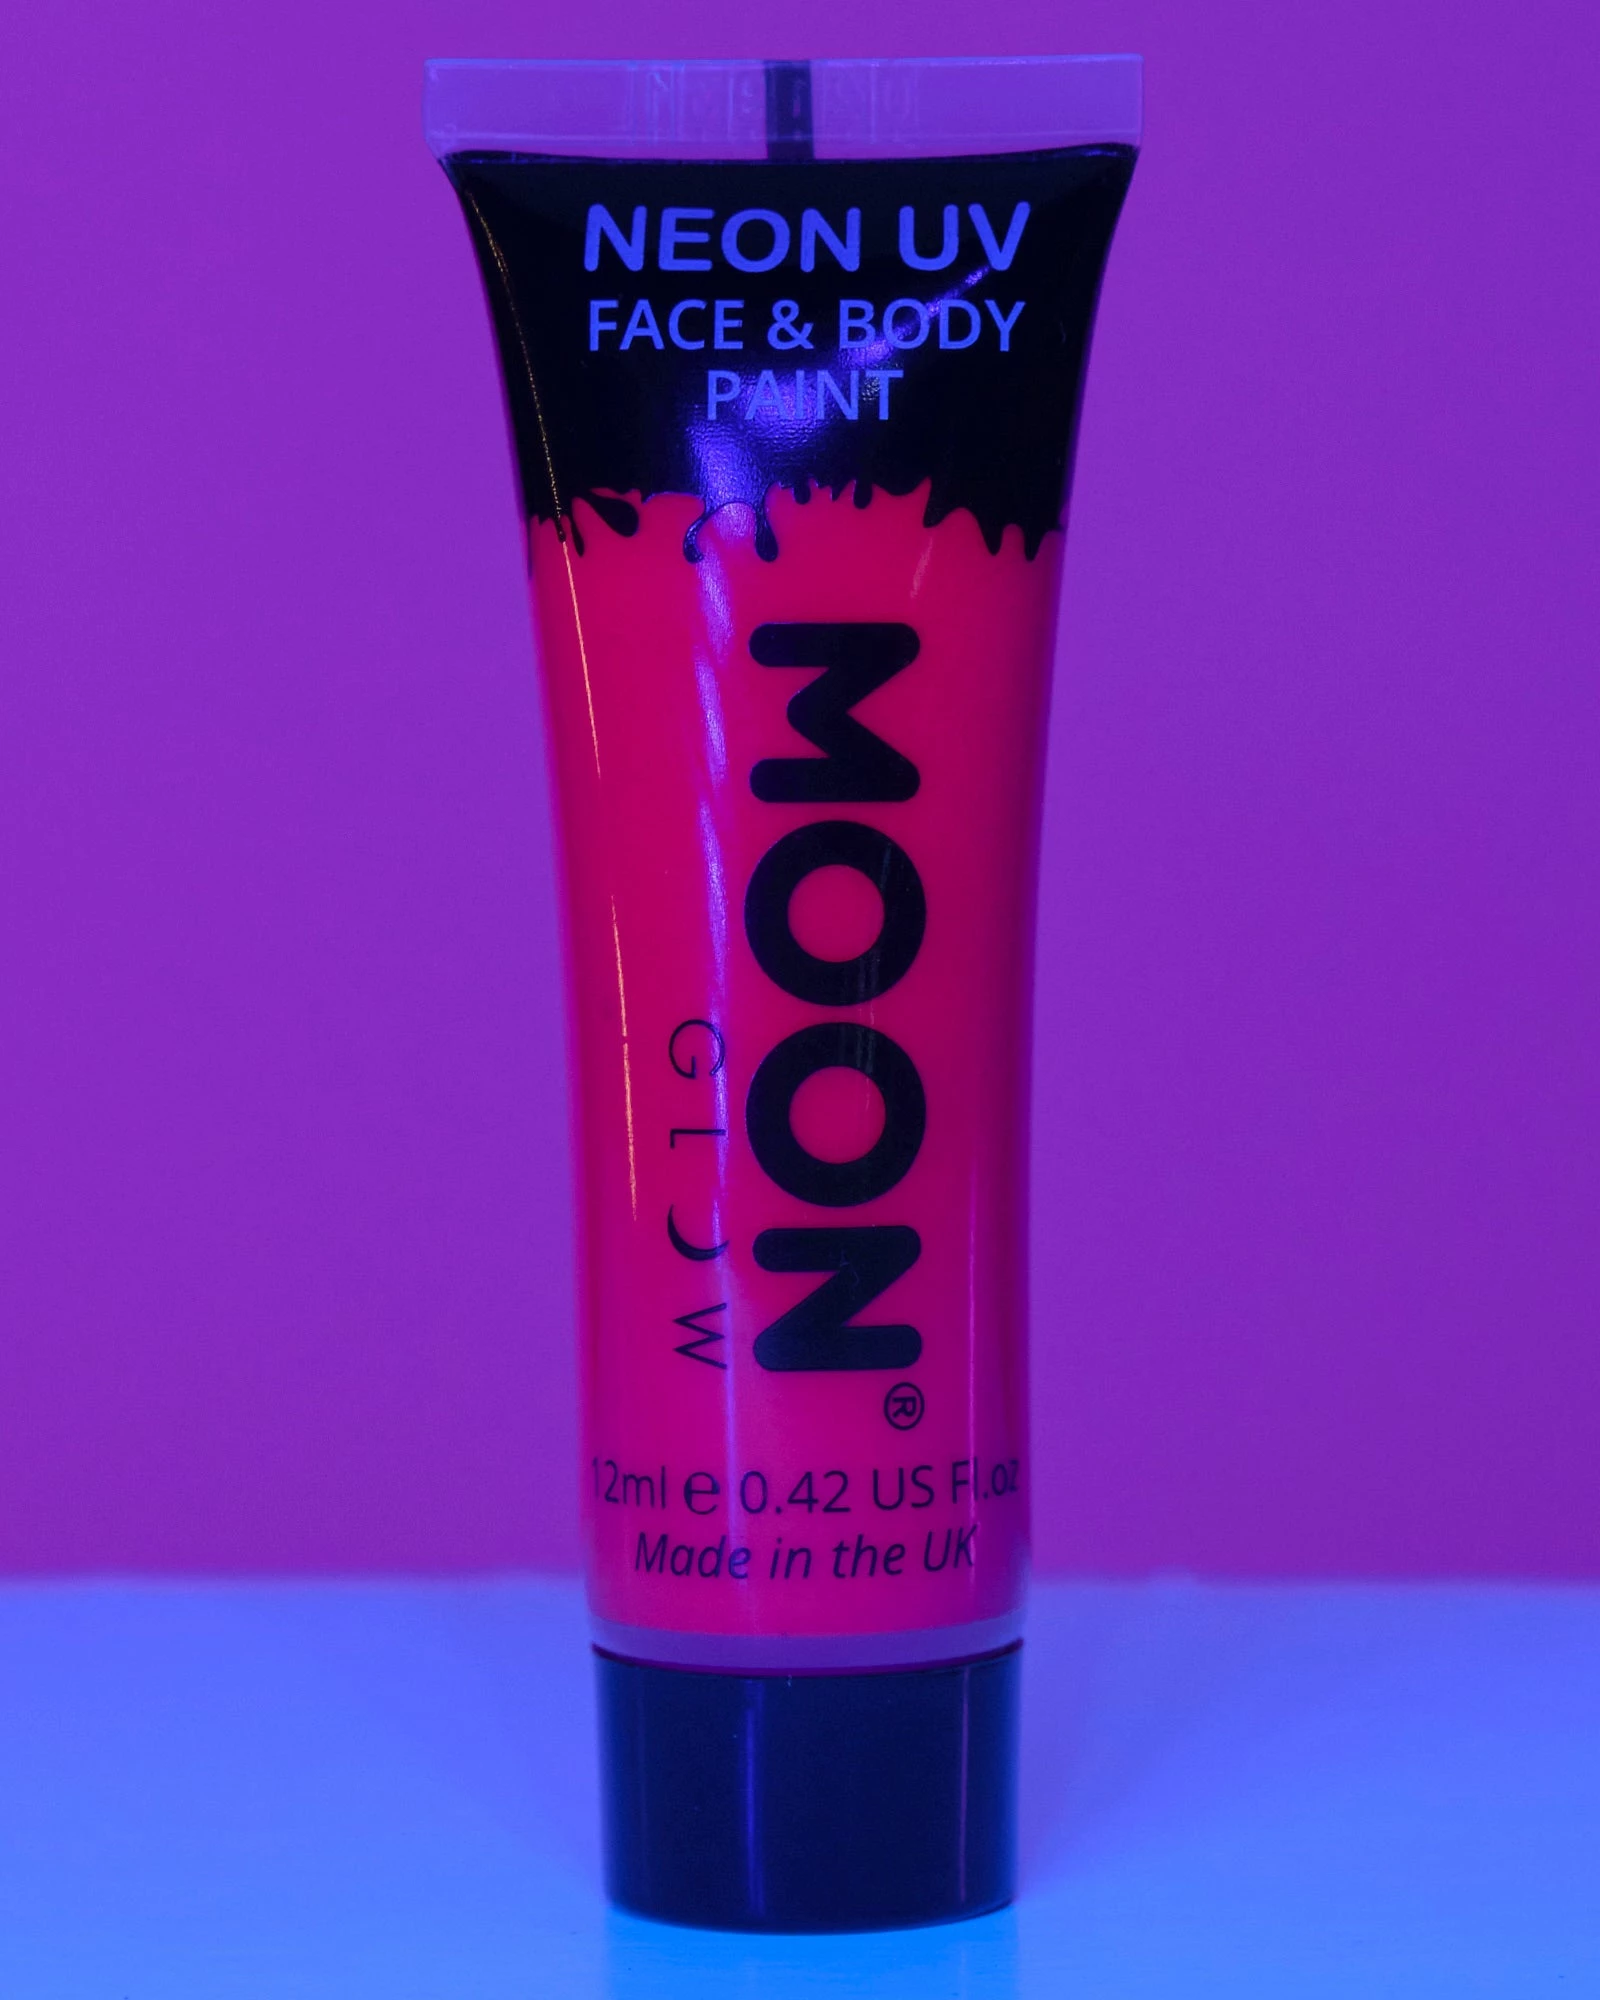 NEON UV
FACE & BODY
PAINT
MOON®
GLOW
12ml ℮ 0.42 US Fl.oz
Made in the UK